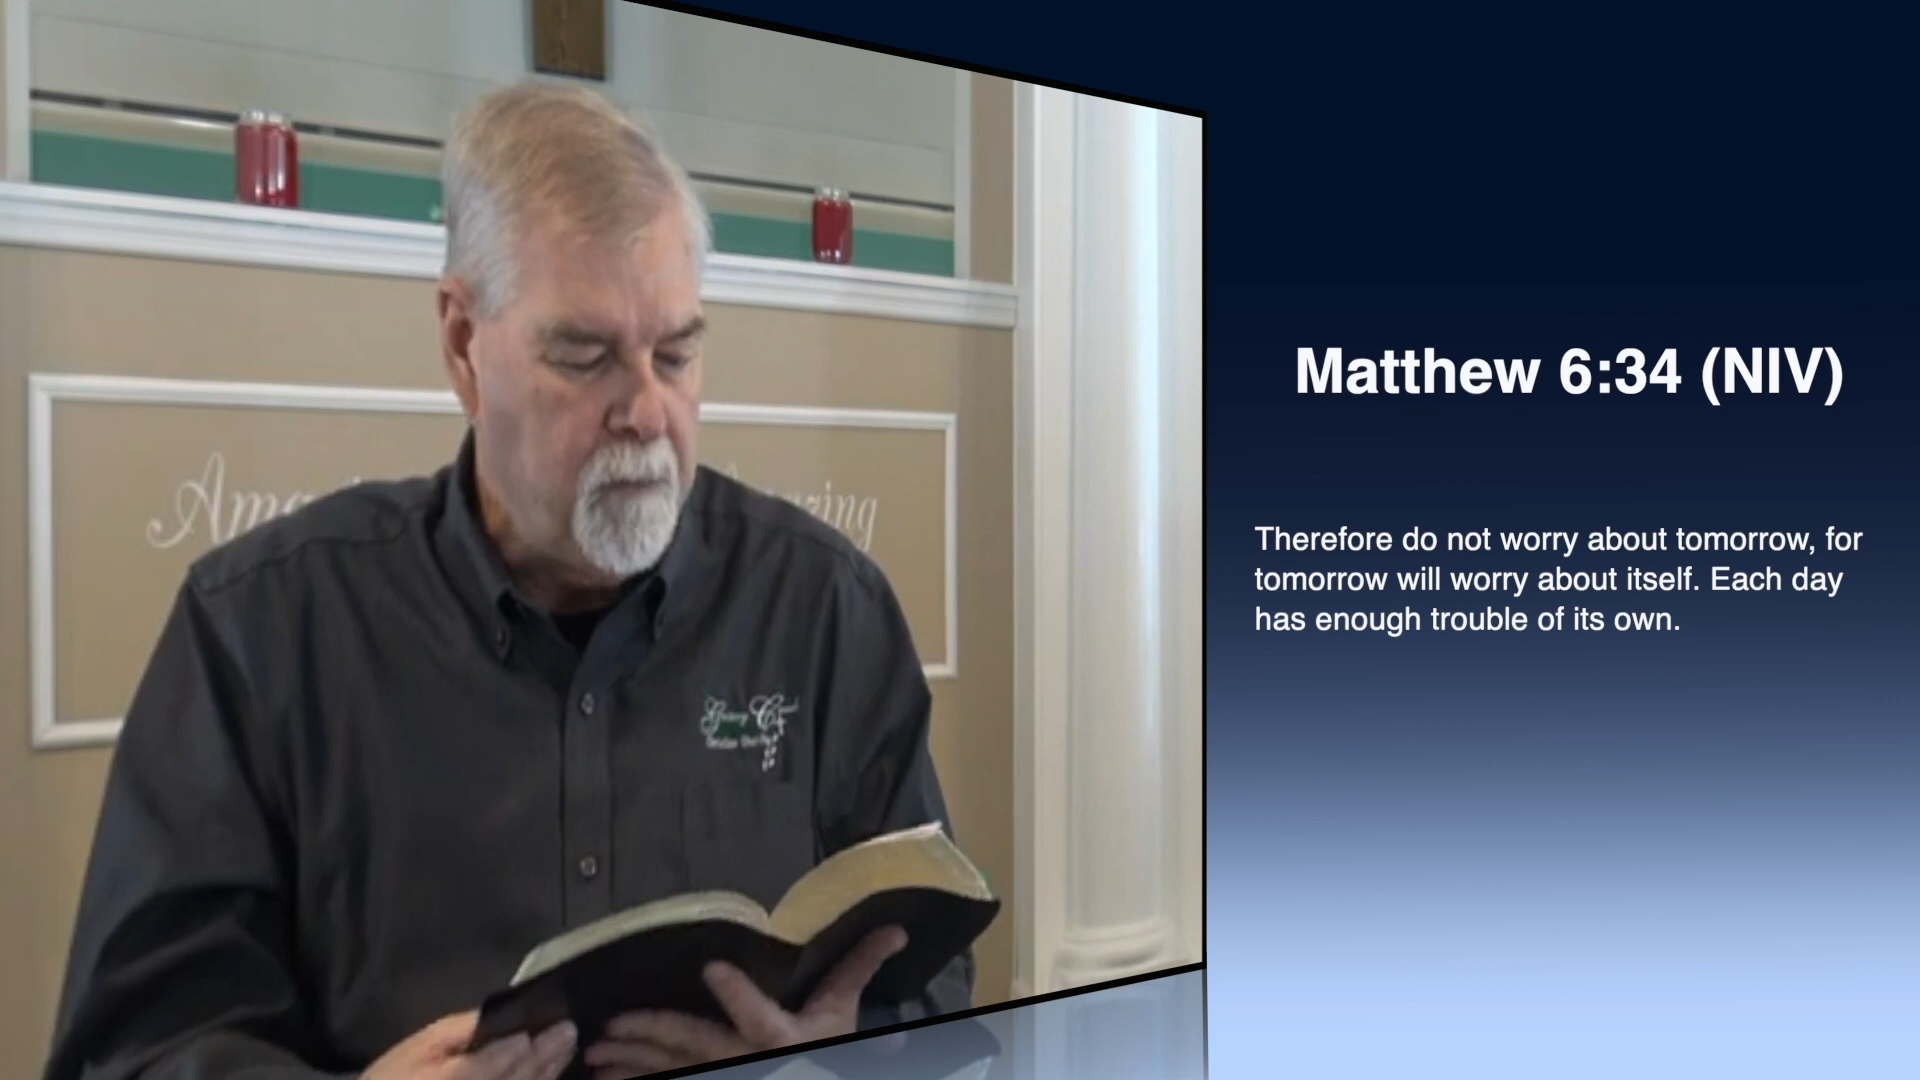 Matthew 6:34 (NIV)
Therefore do not worry about tomorrow, for
tomorrow will worry about itself. Each day
has enough trouble of its own.